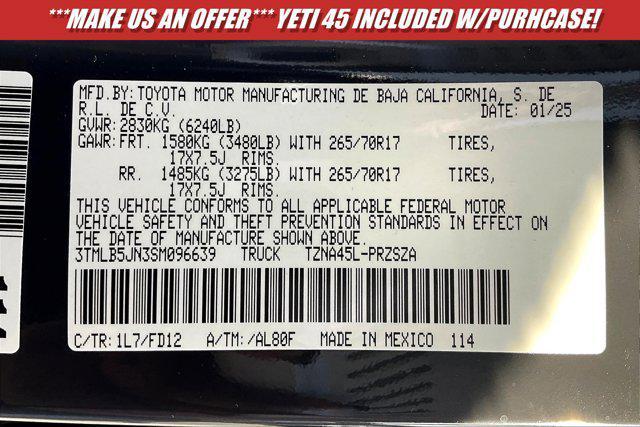 ***MAKE US AN OFFER*** YETI 45 INCLUDED W/PURHCASE!
MFD.BY:TOYOTA MOTOR MANUFACTURING DE BAJA CALIFORNIA, S. DE
R.L. DE C.V. DATE: 01/25
GVWR:2830KG (6240LB)
GAWR:FRT. 1580KG (3480LB) WITH 265/70R17 TIRES,
17X7.5J RIMS.
RR. 1485KG (3275LB) WITH 265/70R17 TIRES,
17X7.5J RIMS.
THIS VEHICLE CONFORMS TO ALL APPLICABLE FEDERAL MOTOR
VEHICLE SAFETY AND THEFT PREVENTION STANDARDS IN EFFECT ON
THE DATE OF MANUFACTURE SHOWN ABOVE.
3TMLB5JN3SM096639 TRUCK TZNA45L-PRZSZA
C/TR:1L7/FD12 A/TM:/AL80F MADE IN MEXICO 114